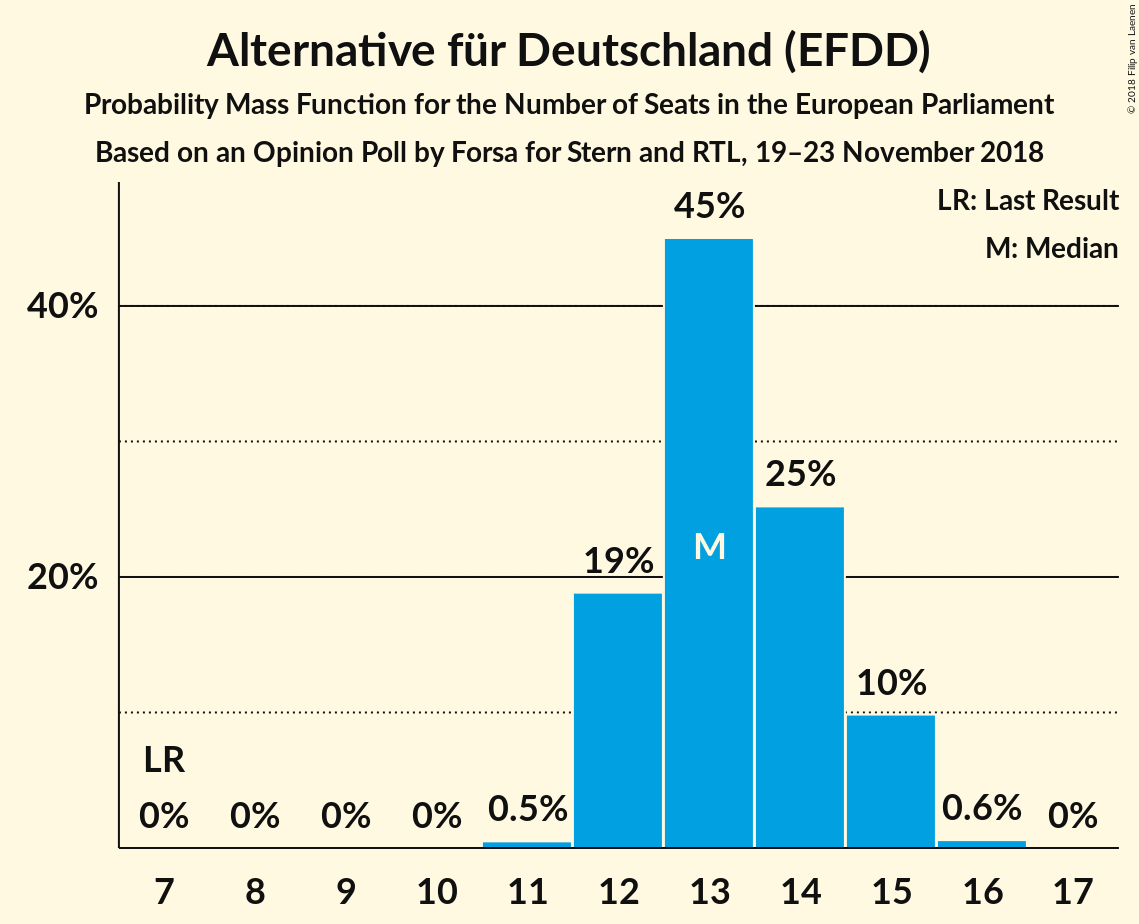 Alternative für Deutschland (EFDD)
Probability Mass Function for the Number of Seats in the European Parliament
Based on an Opinion Poll by Forsa for Stern and RTL, 19–23 November 2018
© 2018 Filip van Laenen
LR: Last Result
M: Median
45%
40%
25%
M
19%
20%
10%
LR
0% 0% 0% 0% 0.5% 0.6% 0%
7 8 9 10 11 12 13 14 15 16 17